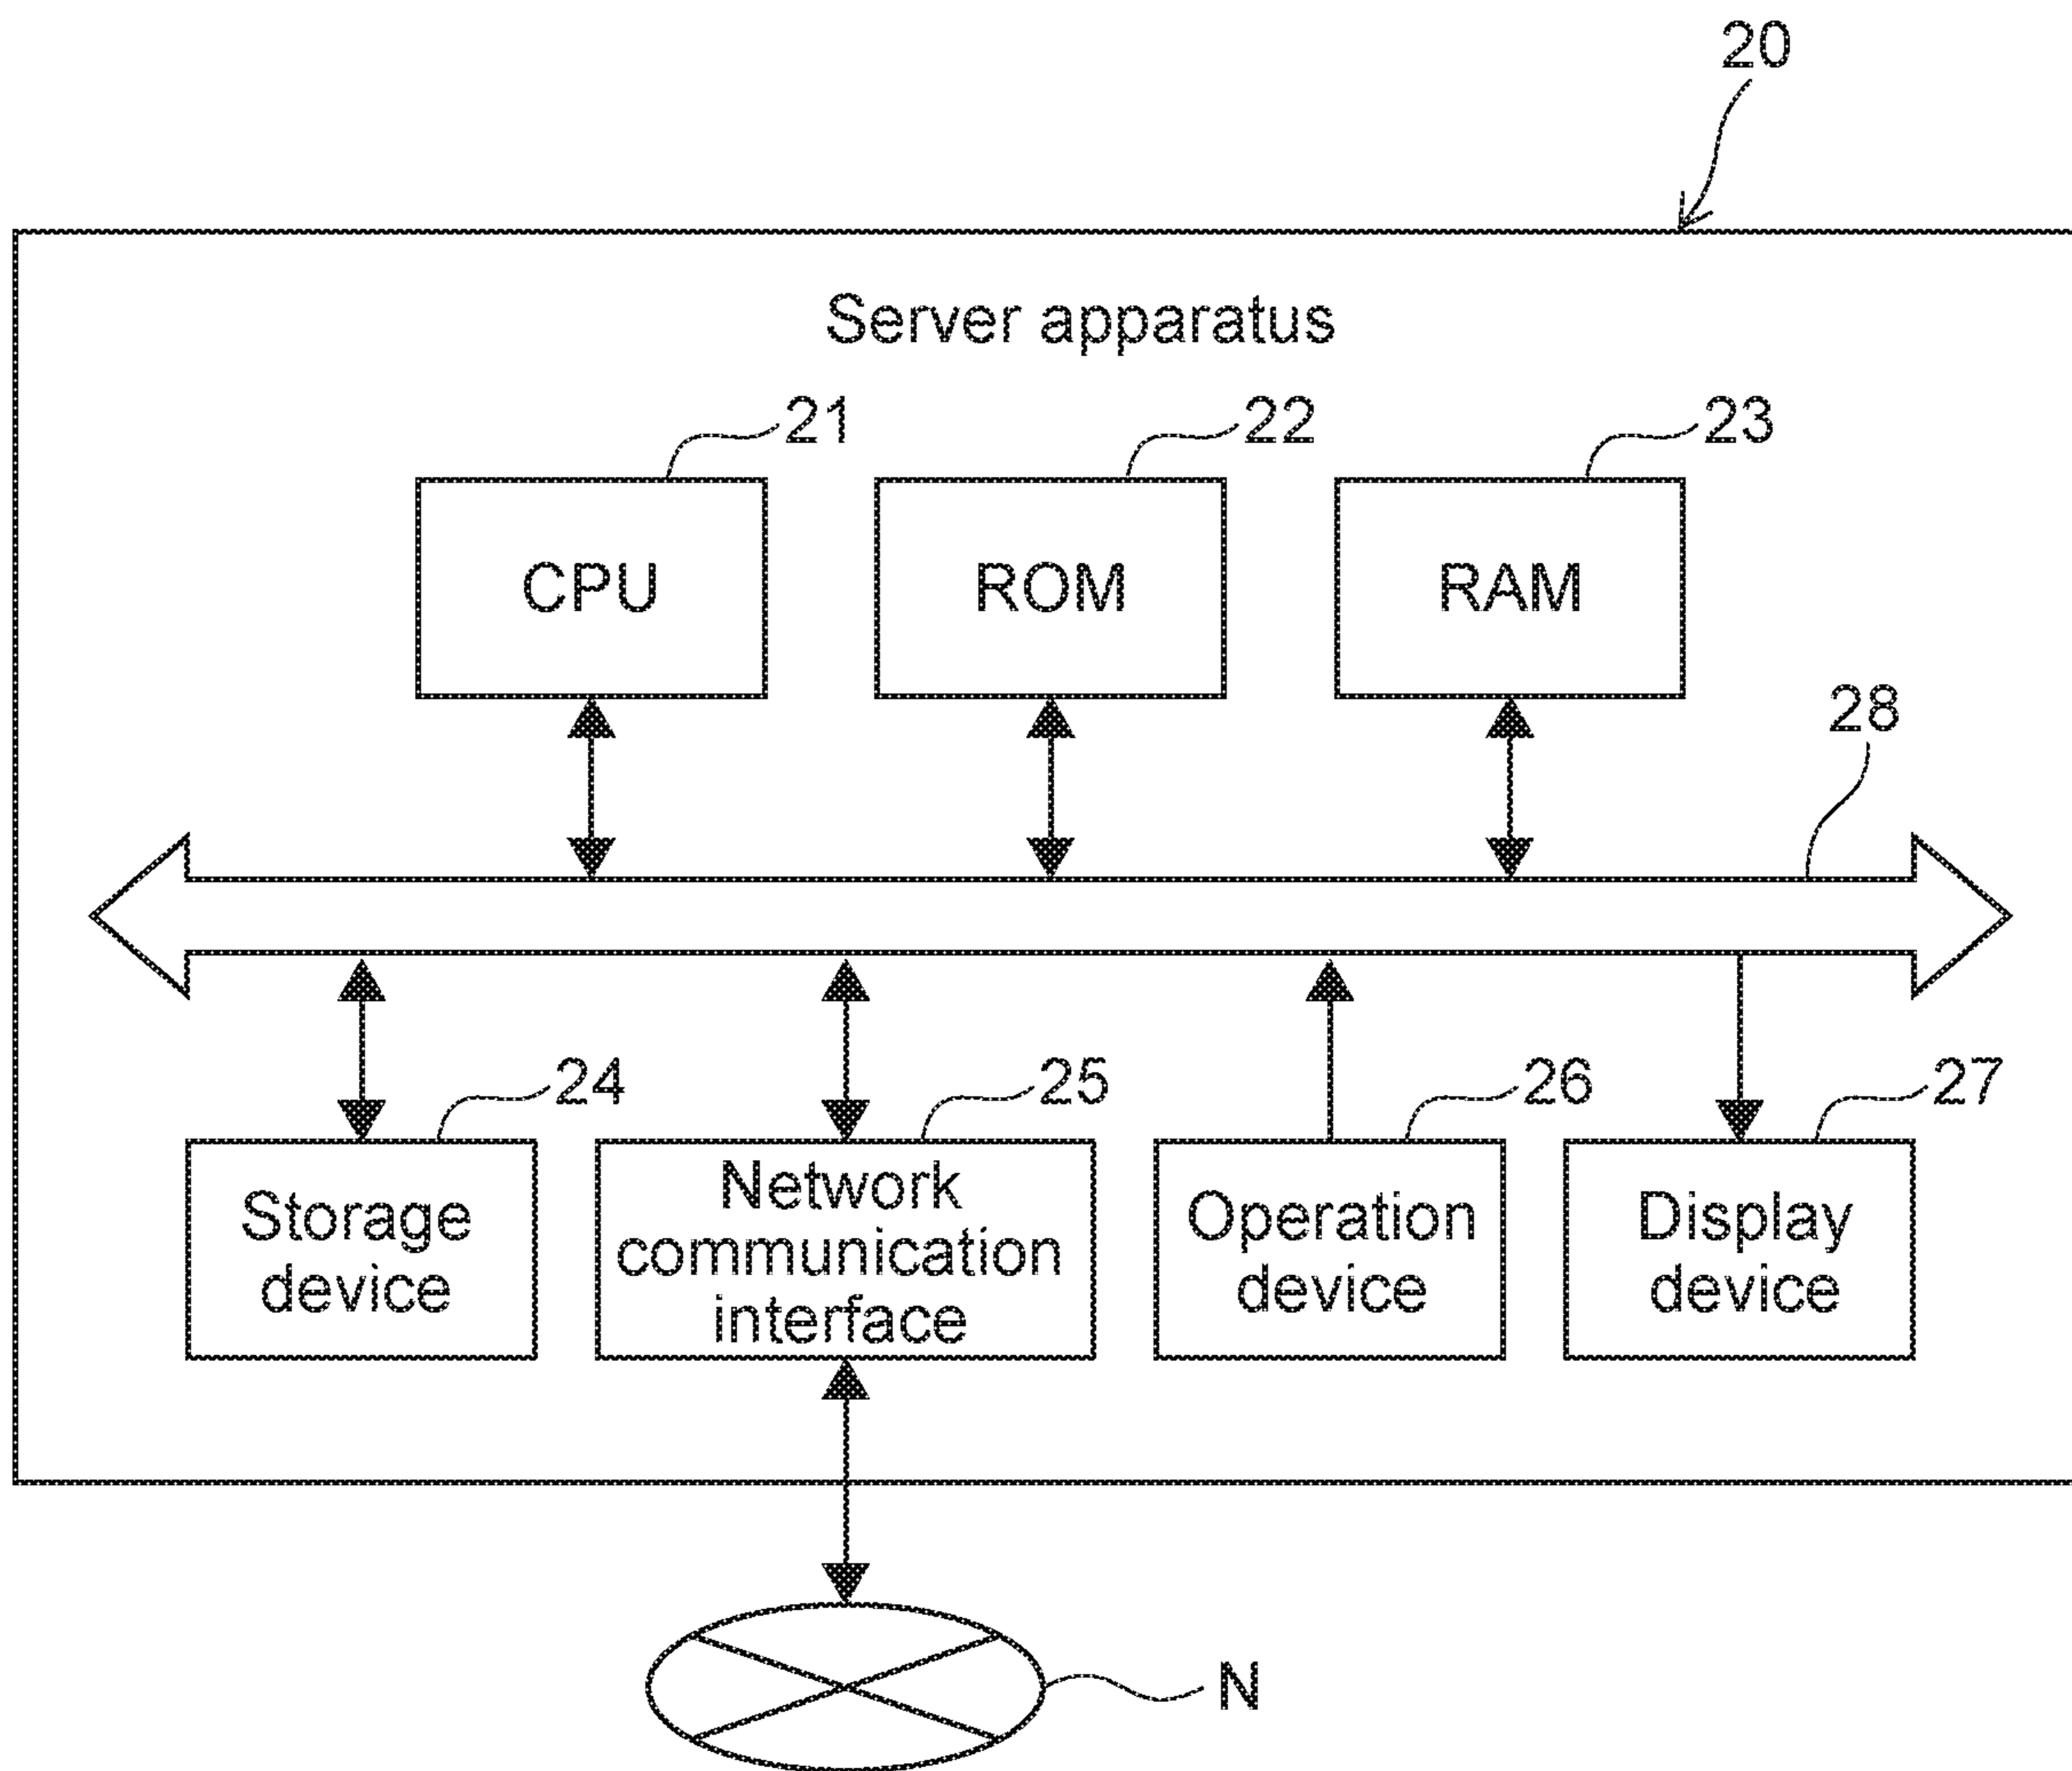 20
Server apparatus
21
22
23
CPU
ROM
RAM
28
24
25
26
27
Storage
device
Network
communication
interface
Operation
device
Display
device
N